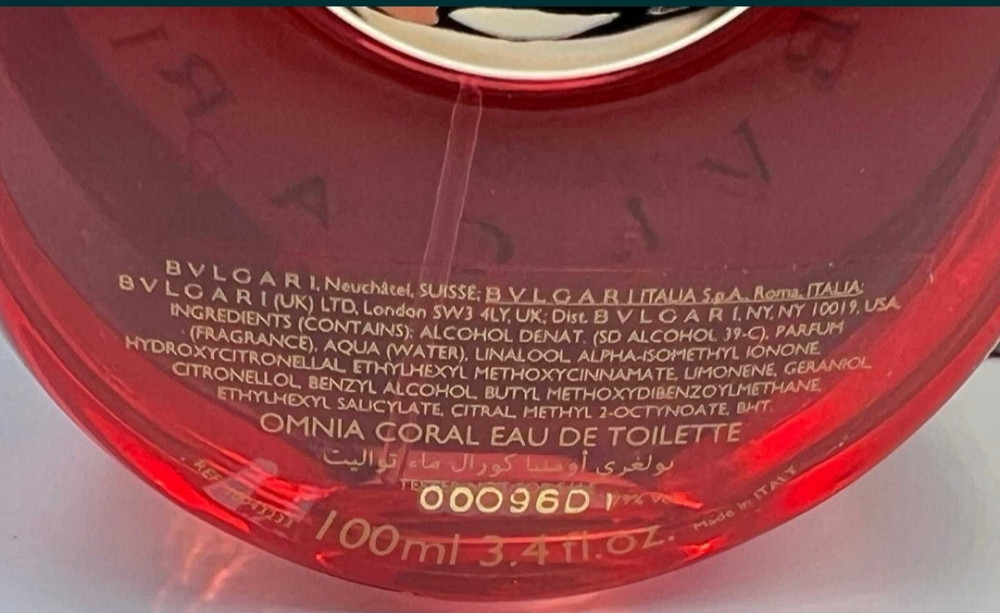 BVLGARI
BVLGARI, Neuchâtel, SUISSE; BVLGARI ITALIA S.p.A. Roma, ITALIA;
BVLGARI (UK) LTD, London SW3 4LY, UK; Dist. BVLGARI, NY, NY 10019, USA
INGREDIENTS (CONTAINS): ALCOHOL DENAT. (SD ALCOHOL 39-C), PARFUM
(FRAGRANCE), AQUA (WATER), LINALOOL, ALPHA-ISOMETHYL IONONE,
HYDROXYCITRONELLAL, ETHYLHEXYL METHOXYCINNAMATE, LIMONENE, GERANIOL,
CITRONELLOL, BENZYL ALCOHOL, BUTYL METHOXYDIBENZOYLMETHANE,
ETHYLHEXYL SALICYLATE, CITRAL, METHYL 2-OCTYNOATE, BHT.
OMNIA CORAL EAU DE TOILETTE
بولغري أومنيا كورال ماء تواليت
00096D
Made in ITALY
100ml 3.4 fl.oz.